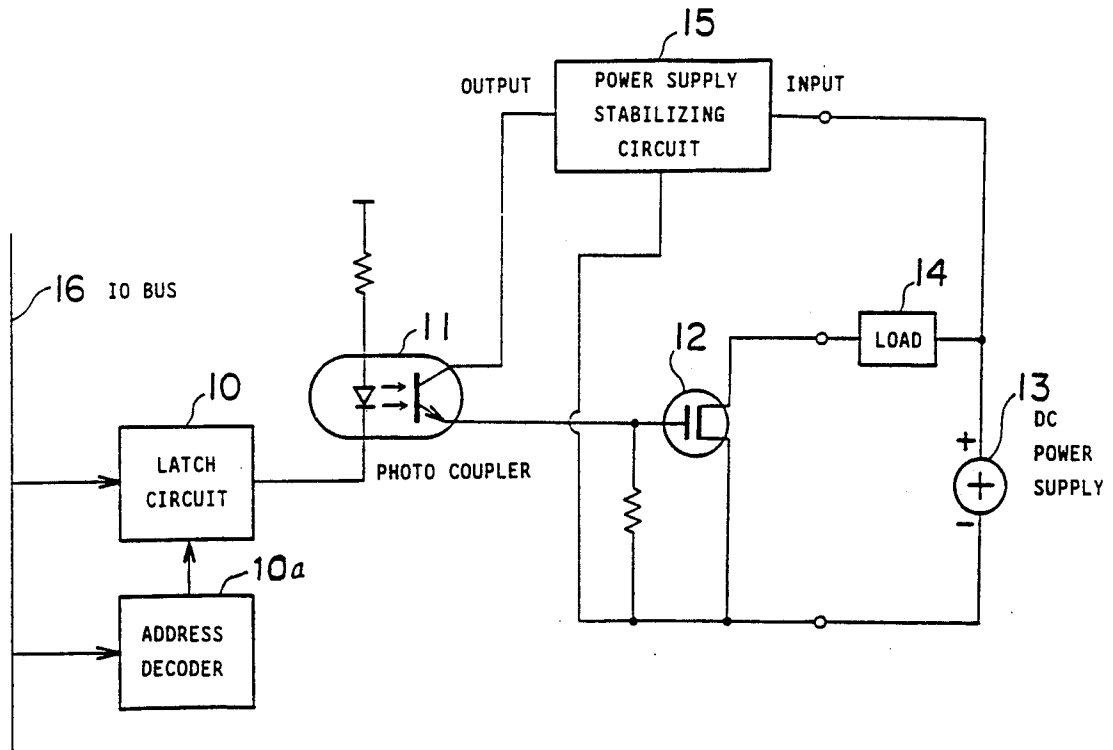 15
OUTPUT
POWER SUPPLY
STABILIZING
CIRCUIT
INPUT
16 IO BUS
14
LOAD
11
12
13
DC
POWER
SUPPLY
+
+
-
10
LATCH
CIRCUIT
PHOTO COUPLER
10a
ADDRESS
DECODER